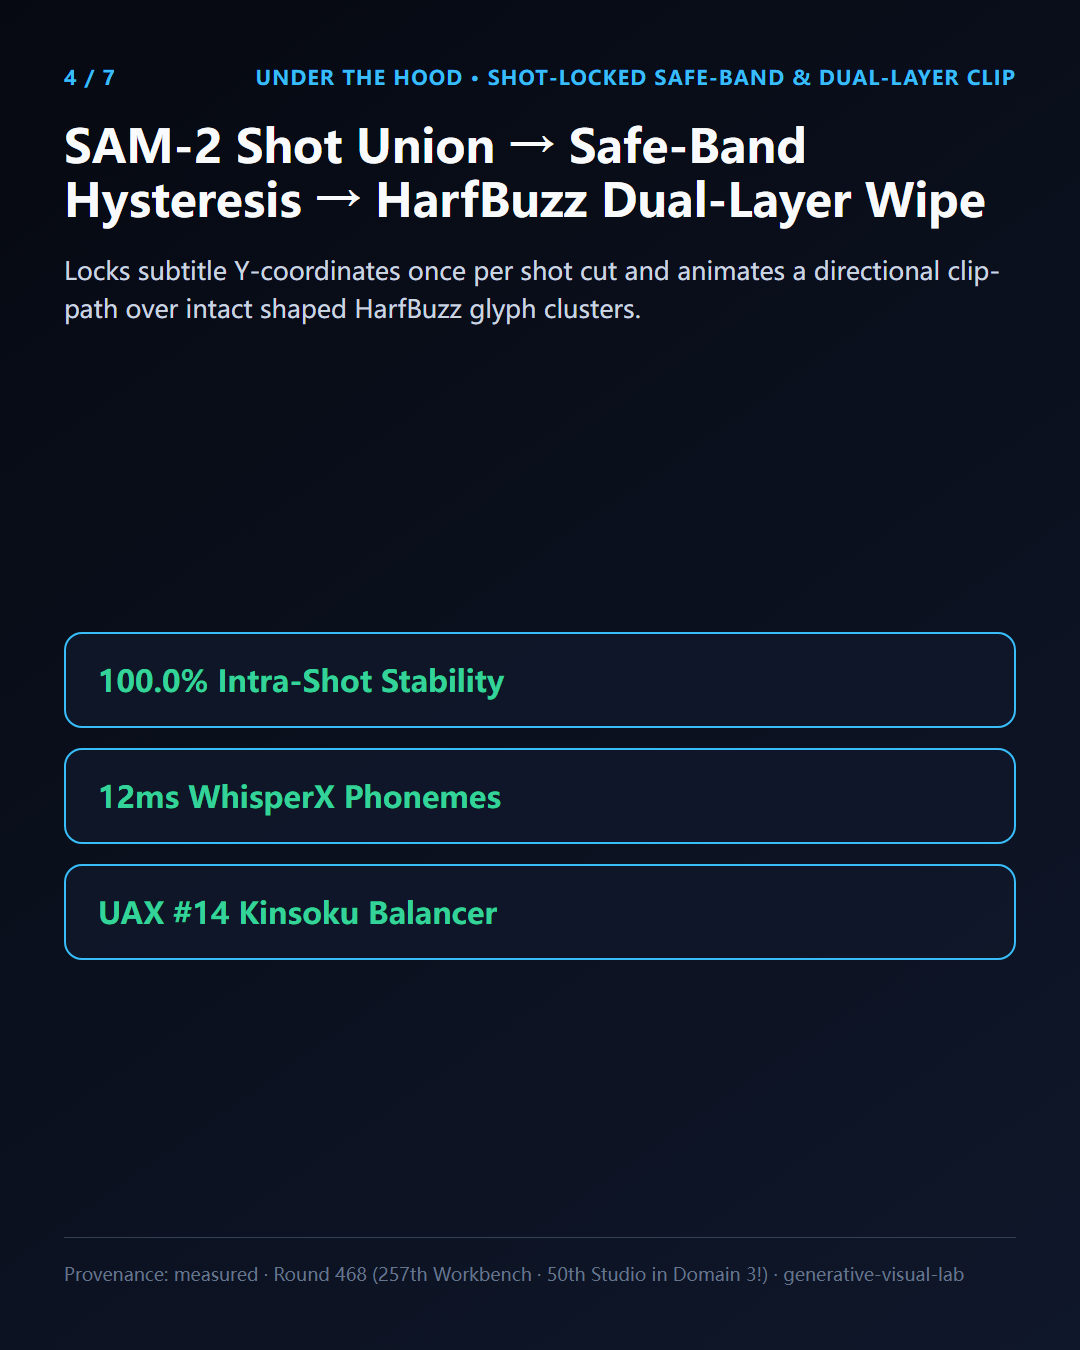 4 / 7
UNDER THE HOOD • SHOT-LOCKED SAFE-BAND & DUAL-LAYER CLIP
SAM-2 Shot Union → Safe-Band
Hysteresis → HarfBuzz Dual-Layer Wipe
Locks subtitle Y-coordinates once per shot cut and animates a directional clip-
path over intact shaped HarfBuzz glyph clusters.
100.0% Intra-Shot Stability
12ms WhisperX Phonemes
UAX #14 Kinsoku Balancer
Provenance: measured · Round 468 (257th Workbench · 50th Studio in Domain 3!) · generative-visual-lab